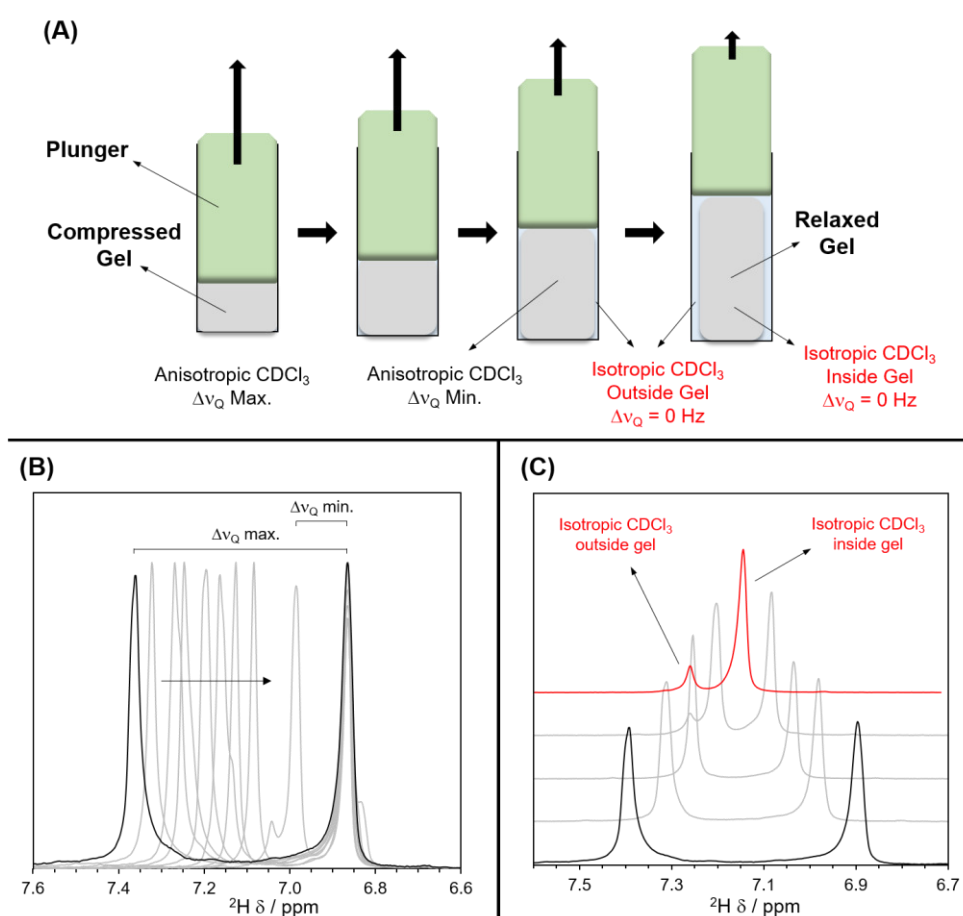 (A)
Plunger
Compressed
Gel
Relaxed
Gel
Anisotropic CDCl₃
Δν_Q Max.
Anisotropic CDCl₃
Δν_Q Min.
Isotropic CDCl₃
Outside Gel
Δν_Q = 0 Hz
Isotropic CDCl₃
Inside Gel
Δν_Q = 0 Hz
(B)
Δν_Q min.
Δν_Q max.
7.6 7.4 7.2 7.0 6.8 6.6
²H δ / ppm
(C)
Isotropic CDCl₃
outside gel
Isotropic CDCl₃
inside gel
7.5 7.3 7.1 6.9 6.7
²H δ / ppm